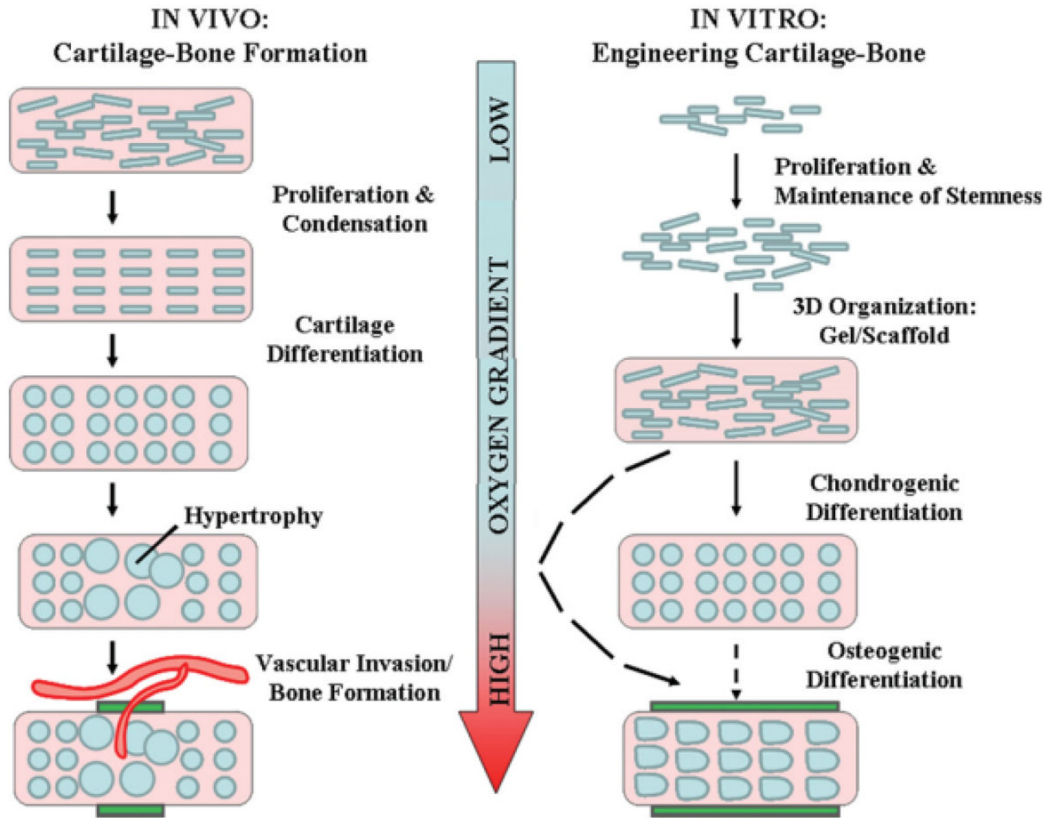 IN VIVO:
Cartilage-Bone Formation
Proliferation &
Condensation
Cartilage
Differentiation
Hypertrophy
Vascular Invasion/
Bone Formation
LOW
OXYGEN GRADIENT
HIGH
IN VITRO:
Engineering Cartilage-Bone
Proliferation &
Maintenance of Stemness
3D Organization:
Gel/Scaffold
Chondrogenic
Differentiation
Osteogenic
Differentiation